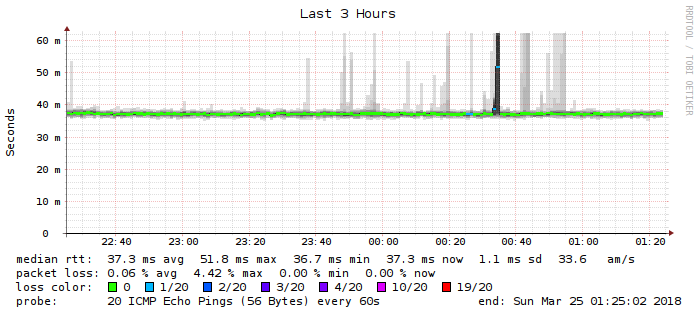 Last 3 Hours
RRDTOOL / TOBI OETIKER
Seconds
60 m
50 m
40 m
30 m
20 m
10 m
0
22:40 23:00 23:20 23:40 00:00 00:20 00:40 01:00 01:20
median rtt: 37.3 ms avg 51.8 ms max 36.7 ms min 37.3 ms now 1.1 ms sd 33.6 am/s
packet loss: 0.06 % avg 4.42 % max 0.00 % min 0.00 % now
loss color: 0 1/20 2/20 3/20 4/20 10/20 19/20
probe: 20 ICMP Echo Pings (56 Bytes) every 60s end: Sun Mar 25 01:25:02 2018